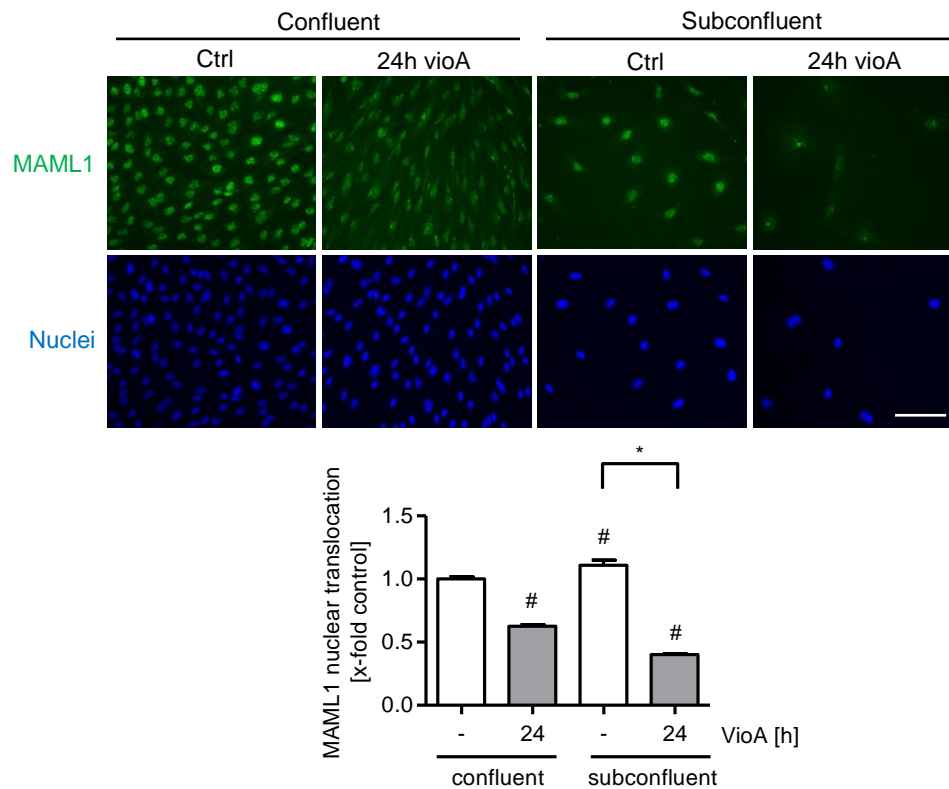 Confluent Subconfluent
Ctrl 24h vioA Ctrl 24h vioA
MAML1
Nuclei
*
MAML1 nuclear translocation
[x-fold control]
1.5
1.0
0.5
0.0
# # #
- 24 - 24 VioA [h]
confluent subconfluent